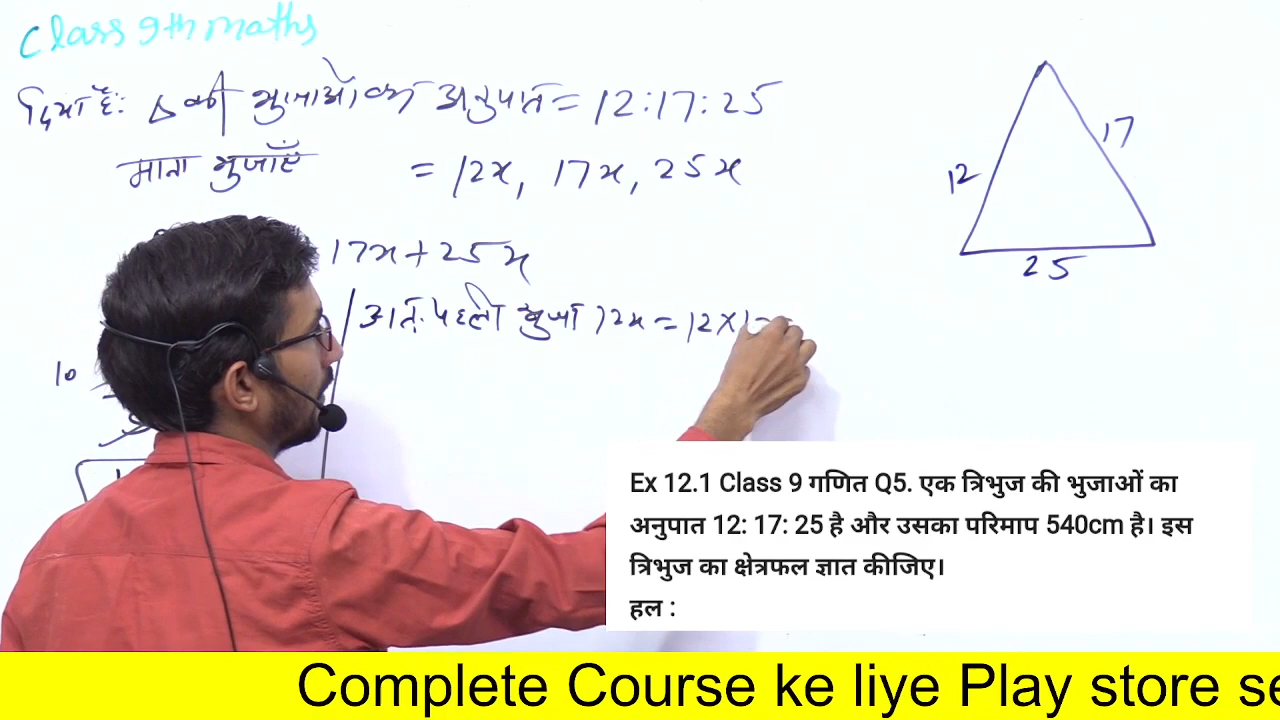 Class 9th maths
दिया है: △ की भुजाओं का अनुपात = 12:17:25
माना भुजाएँ = 12x, 17x, 25x
17x + 25x
अतः पहली भुजा 12x = 12×1
10
12
17
25
Ex 12.1 Class 9 गणित Q5. एक त्रिभुज की भुजाओं का
अनुपात 12: 17: 25 है और उसका परिमाप 540cm है। इस
त्रिभुज का क्षेत्रफल ज्ञात कीजिए।
हल :
Complete Course ke liye Play store se